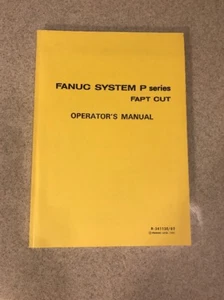 FANUC SYSTEM P series
FAPT CUT
OPERATOR'S MANUAL